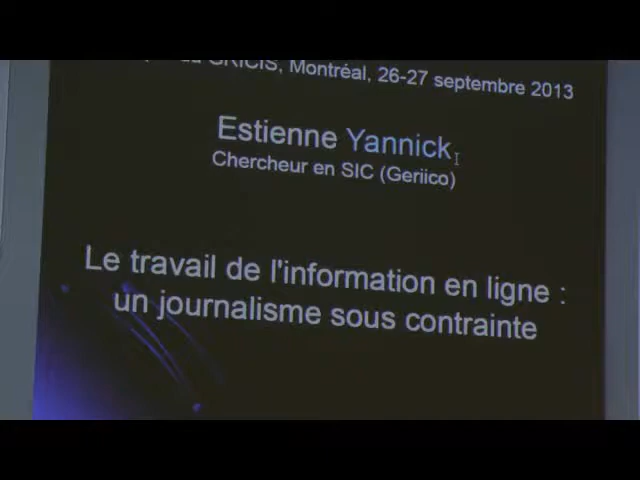 CRICIS, Montréal, 26-27 septembre 2013
Estienne Yannick
Chercheur en SIC (Geriico)
Le travail de l'information en ligne :
un journalisme sous contrainte